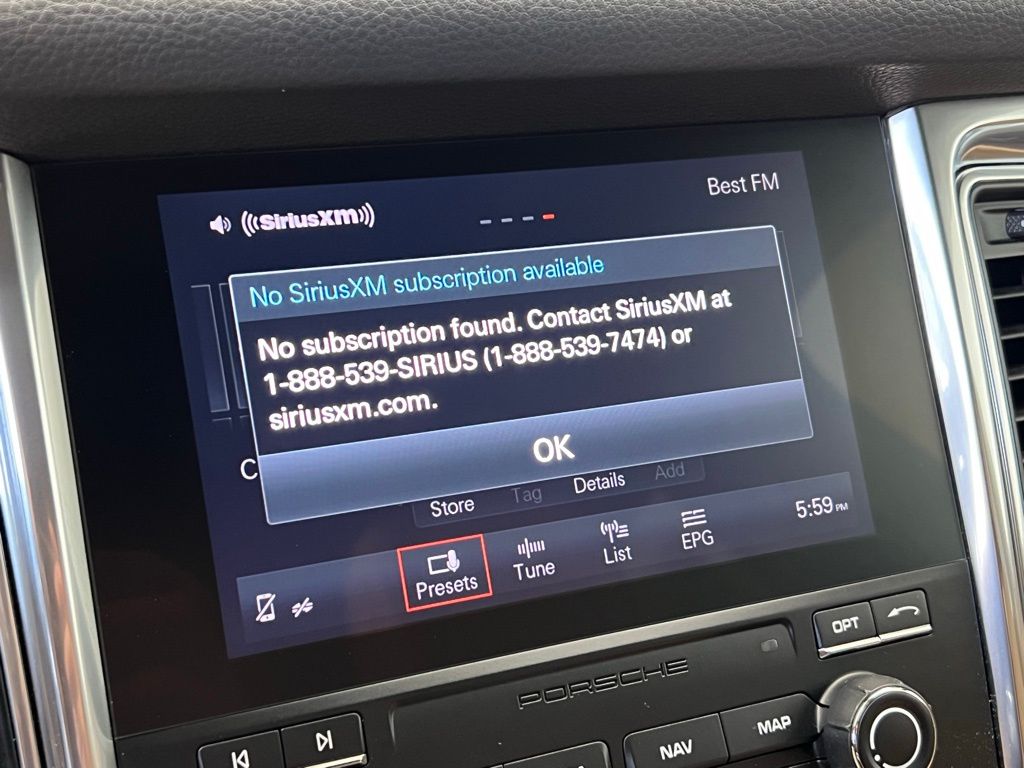 ((SiriusXM))
Best FM
No SiriusXM subscription available
No subscription found. Contact SiriusXM at
1-888-539-SIRIUS (1-888-539-7474) or
siriusxm.com.
OK
C
Store Tag Details Add
Presets Tune List EPG 5:59 PM
OPT
PORSCHE
NAV MAP